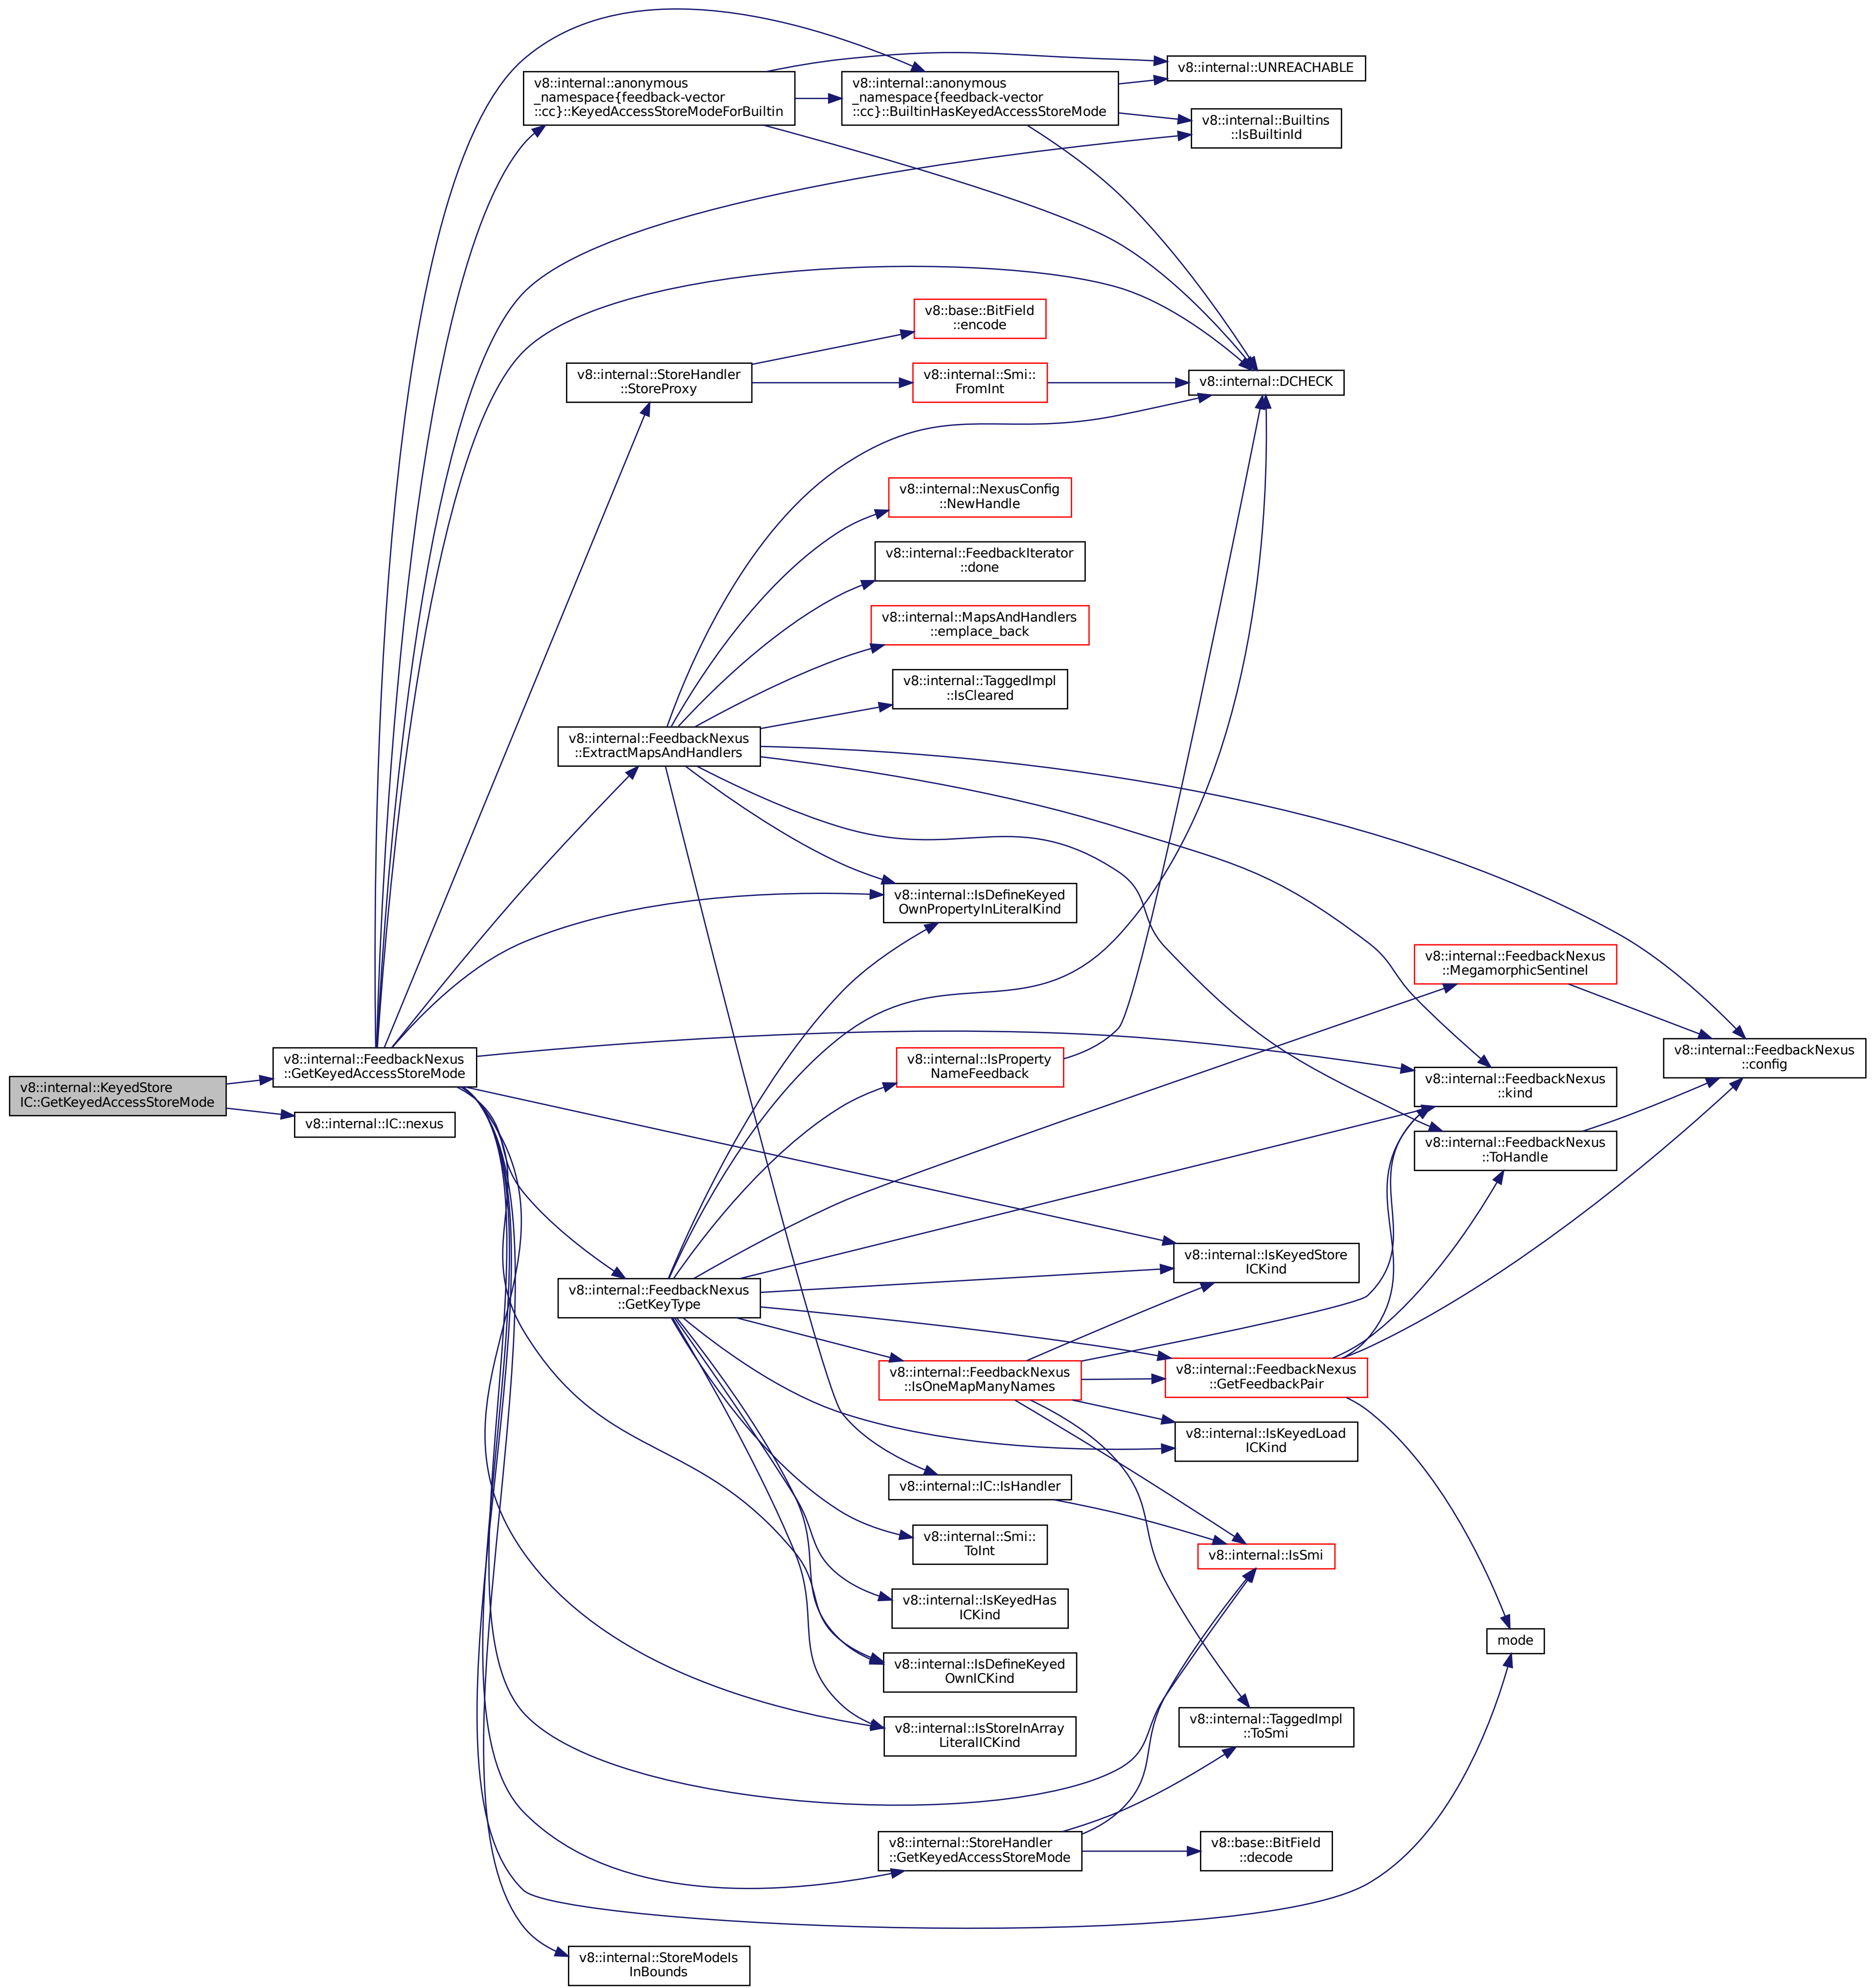 v8::internal::UNREACHABLE
v8::internal::anonymous
_namespace{feedback-vector
::cc}::KeyedAccessStoreModeForBuiltin
v8::internal::anonymous
_namespace{feedback-vector
::cc}::BuiltinHasKeyedAccessStoreMode
v8::internal::Builtins
::IsBuiltinId
v8::base::BitField
::encode
v8::internal::StoreHandler
::StoreProxy
v8::internal::Smi::
FromInt
v8::internal::DCHECK
v8::internal::NexusConfig
::NewHandle
v8::internal::FeedbackIterator
::done
v8::internal::MapsAndHandlers
::emplace_back
v8::internal::TaggedImpl
::IsCleared
v8::internal::FeedbackNexus
::ExtractMapsAndHandlers
v8::internal::IsDefineKeyed
OwnPropertyInLiteralKind
v8::internal::FeedbackNexus
::MegamorphicSentinel
v8::internal::FeedbackNexus
::config
v8::internal::FeedbackNexus
::GetKeyedAccessStoreMode
v8::internal::IsProperty
NameFeedback
v8::internal::FeedbackNexus
::kind
v8::internal::KeyedStore
IC::GetKeyedAccessStoreMode
v8::internal::IC::nexus
v8::internal::FeedbackNexus
::ToHandle
v8::internal::IsKeyedStore
ICKind
v8::internal::FeedbackNexus
::GetKeyType
v8::internal::FeedbackNexus
::IsOneMapManyNames
v8::internal::FeedbackNexus
::GetFeedbackPair
v8::internal::IsKeyedLoad
ICKind
v8::internal::IC::IsHandler
v8::internal::Smi::
ToInt
v8::internal::IsSmi
v8::internal::IsKeyedHas
ICKind
mode
v8::internal::IsDefineKeyed
OwnICKind
v8::internal::IsStoreInArray
LiteralICKind
v8::internal::TaggedImpl
::ToSmi
v8::internal::StoreHandler
::GetKeyedAccessStoreMode
v8::base::BitField
::decode
v8::internal::StoreModeIs
InBounds